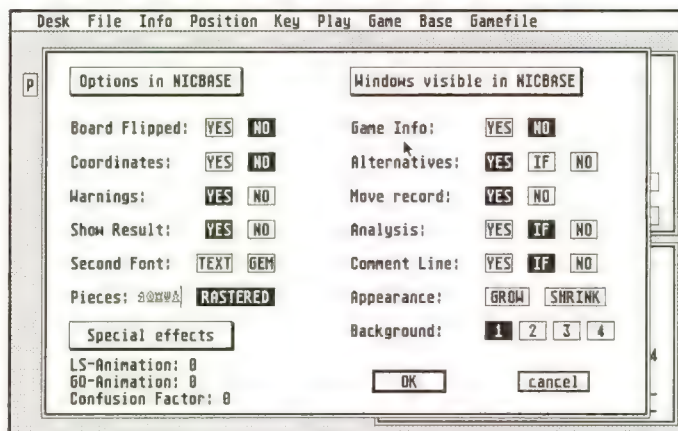 Desk File Info Position Key Play Game Base Gamefile
P
Options in NICBASE
Board Flipped: YES NO
Coordinates: YES NO
Warnings: YES NO
Show Result: YES NO
Second Font: TEXT GEM
Pieces: RASTERED
Special effects
LS-Animation: 0
GO-Animation: 0
Confusion Factor: 0
Windows visible in NICBASE
Game Info: YES NO
Alternatives: YES IF NO
Move record: YES NO
Analysis: YES IF NO
Comment Line: YES IF NO
Appearance: GROW SHRINK
Background: 1 2 3 4
OK cancel
4